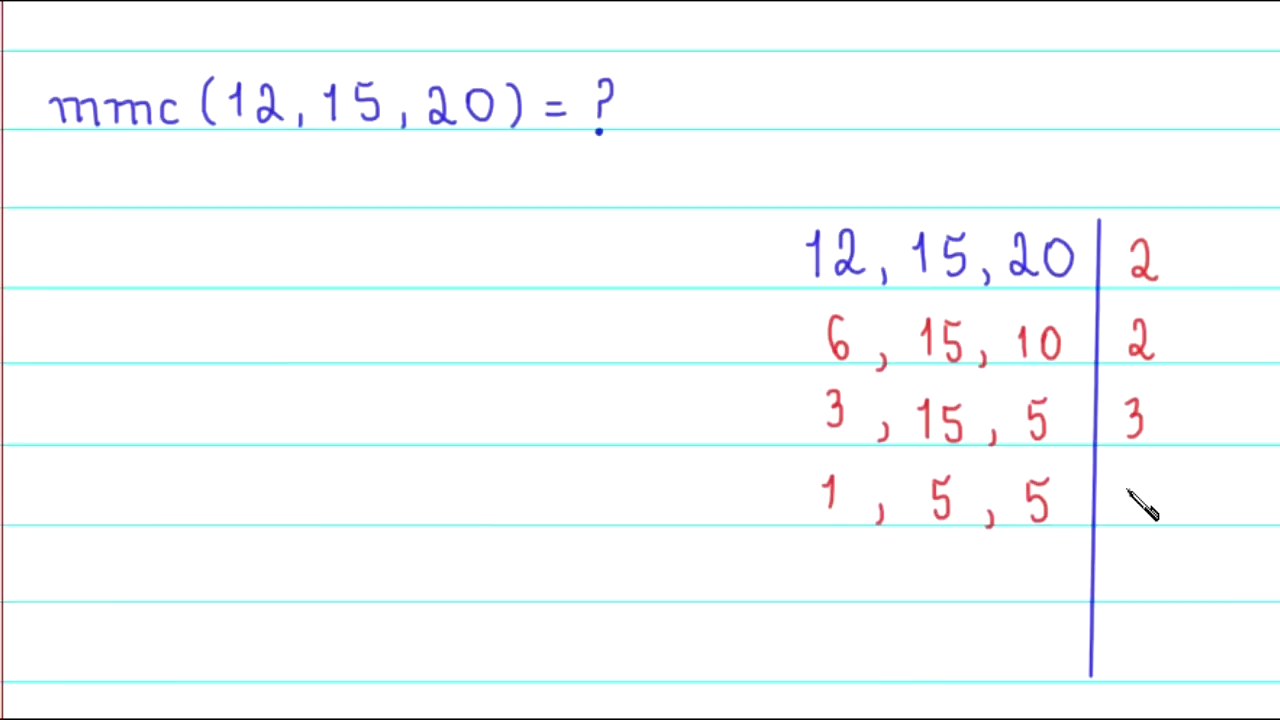 mmc (12, 15, 20) = ?
12, 15, 20 | 2
6, 15, 10 | 2
3, 15, 5 | 3
1, 5, 5 |